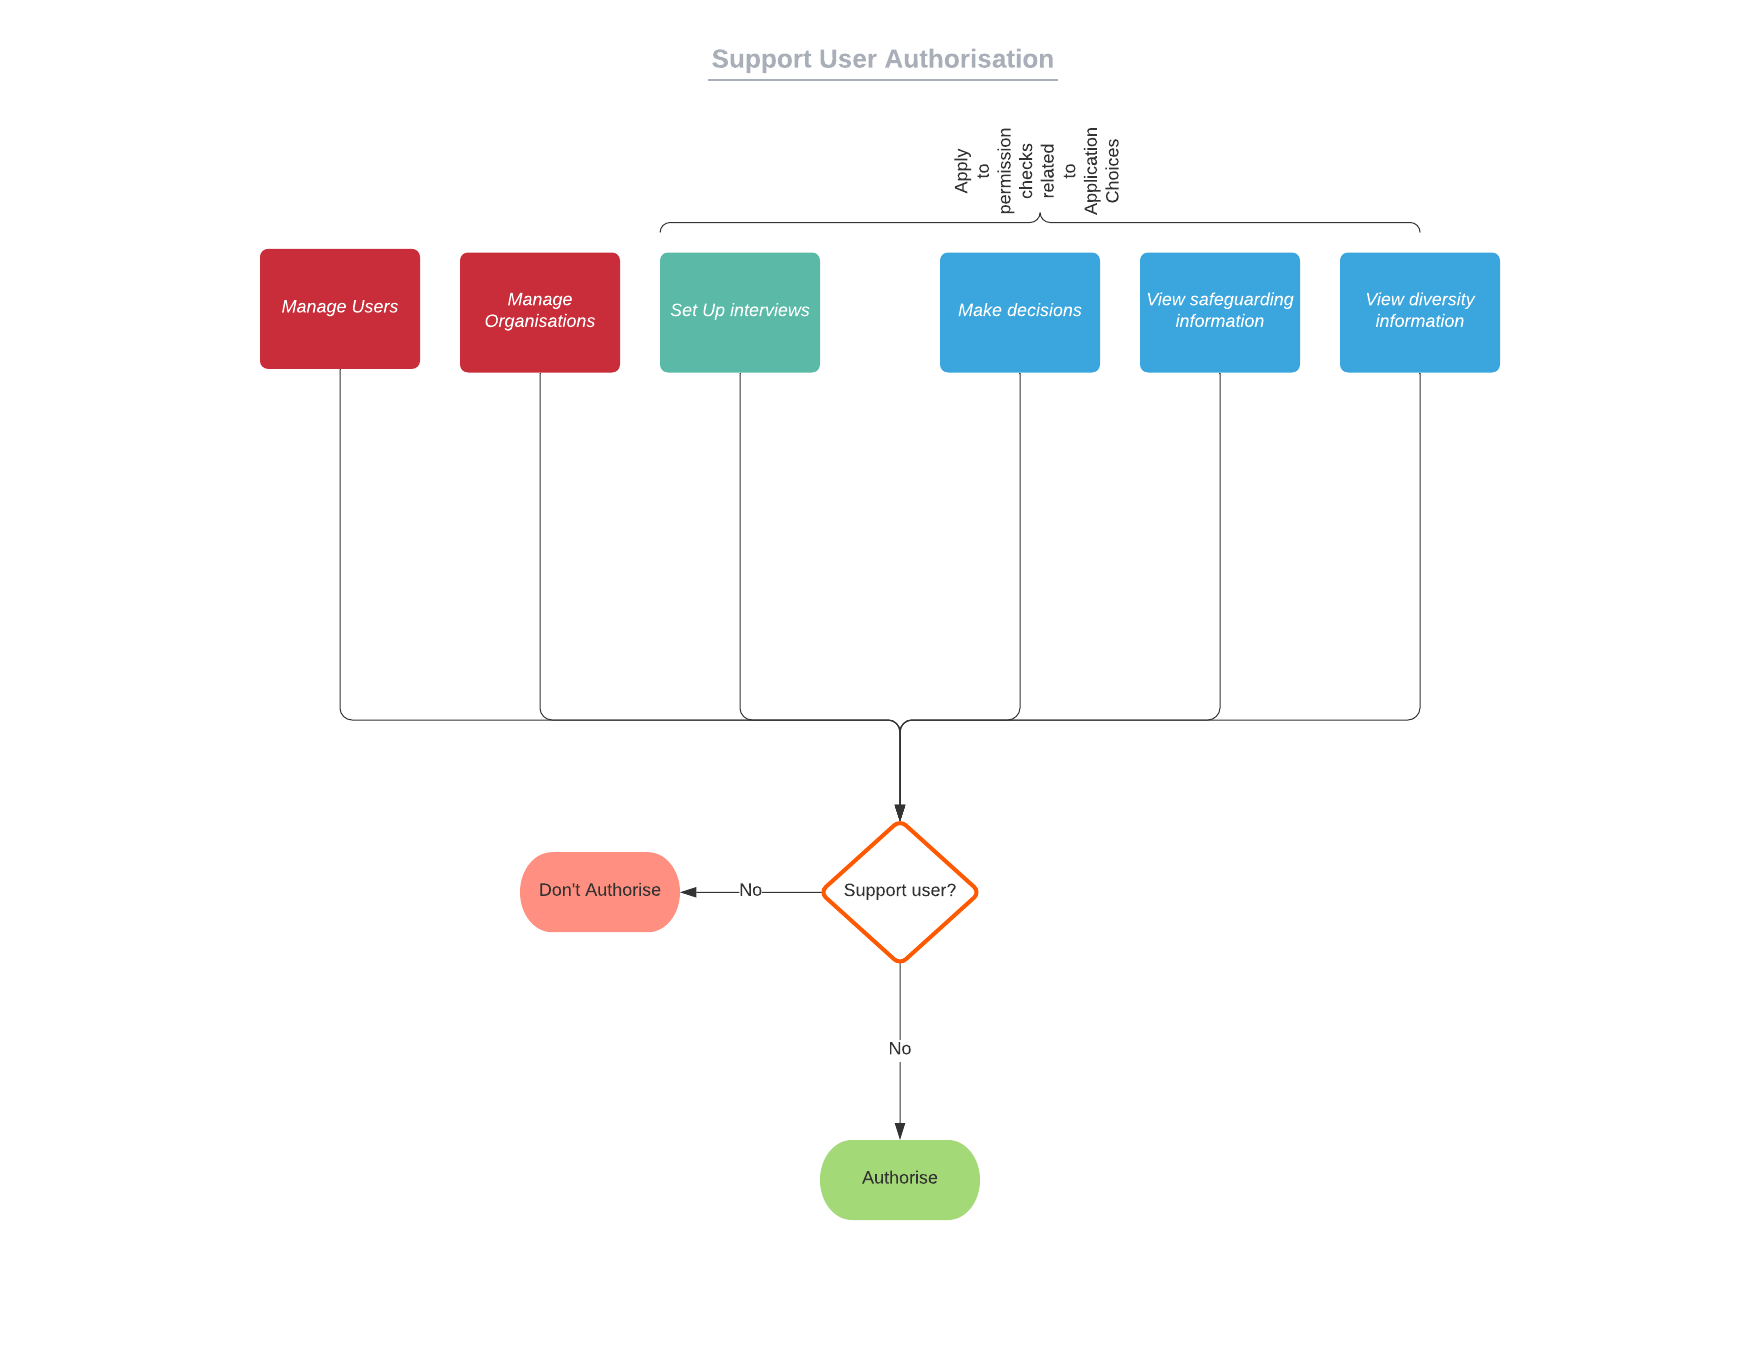 Support User Authorisation
Apply
to
permission
checks
related
to
Application
Choices
Manage Users
Manage
Organisations
Set Up interviews
Make decisions
View safeguarding
information
View diversity
information
Don't Authorise
No
Support user?
No
Authorise